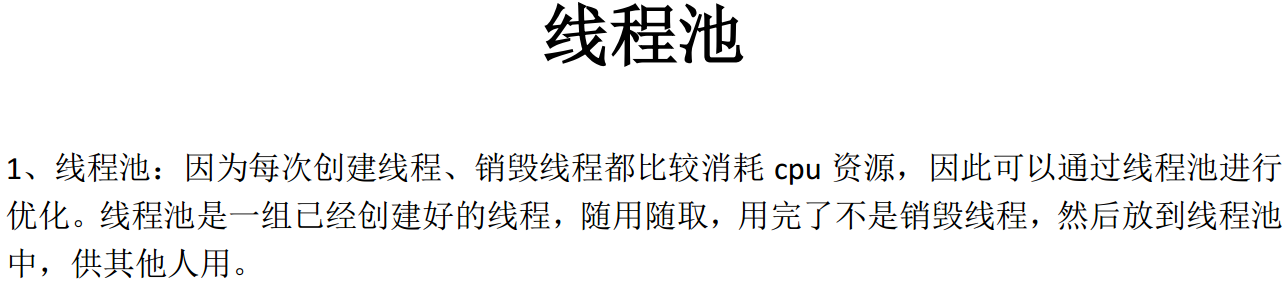 线程池
1、线程池：因为每次创建线程、销毁线程都比较消耗 cpu 资源，因此可以通过线程池进行
优化。线程池是一组已经创建好的线程，随用随取，用完了不是销毁线程，然后放到线程池
中，供其他人用。